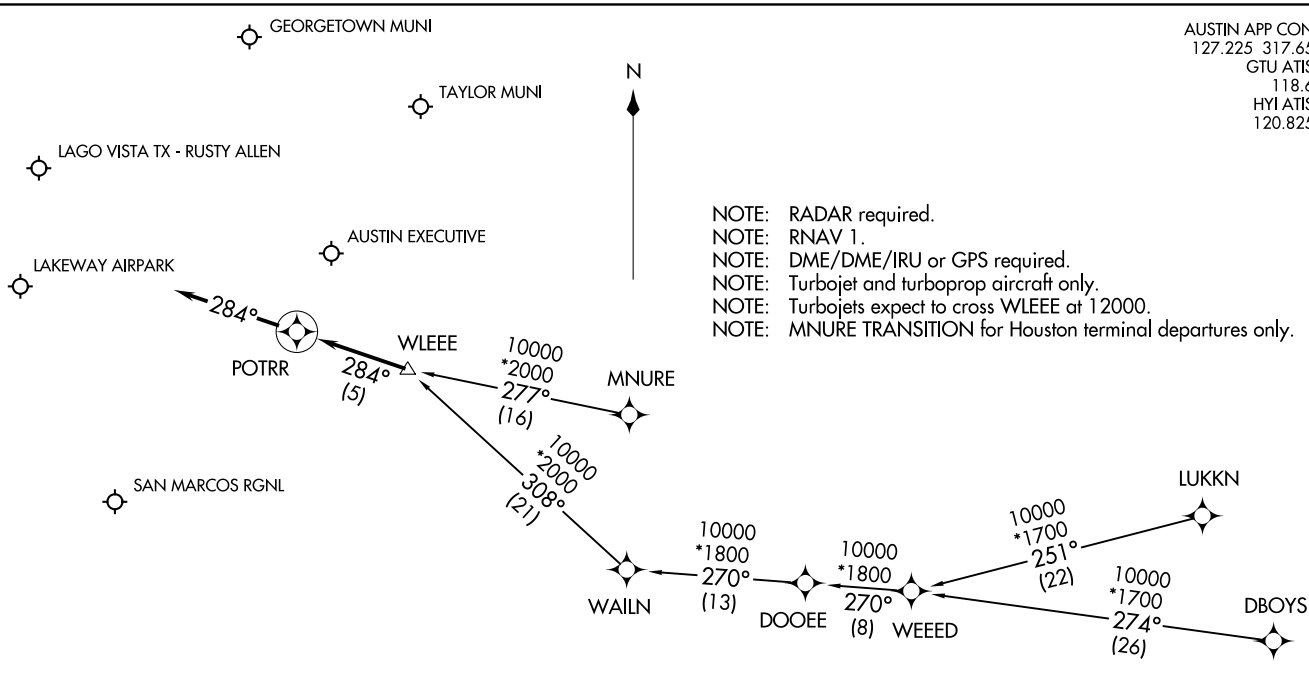 GEORGETOWN MUNI
AUSTIN APP CON
127.225 317.65
GTU ATIS
118.6
HYI ATIS
120.825
TAYLOR MUNI
N
LAGO VISTA TX - RUSTY ALLEN
AUSTIN EXECUTIVE
LAKEWAY AIRPARK
NOTE: RADAR required.
NOTE: RNAV 1.
NOTE: DME/DME/IRU or GPS required.
NOTE: Turbojet and turboprop aircraft only.
NOTE: Turbojets expect to cross WLEEE at 12000.
NOTE: MNURE TRANSITION for Houston terminal departures only.
284°
POTRR
284°
(5)
WLEEE
10000
*2000
277°
(16)
MNURE
10000
*2000
308°
(21)
SAN MARCOS RGNL
WAILN
10000
*1800
270°
(13)
DOOEE
10000
*1800
270°
(8)
WEEED
10000
*1700
251°
(22)
LUKKN
10000
*1700
274°
(26)
DBOYS